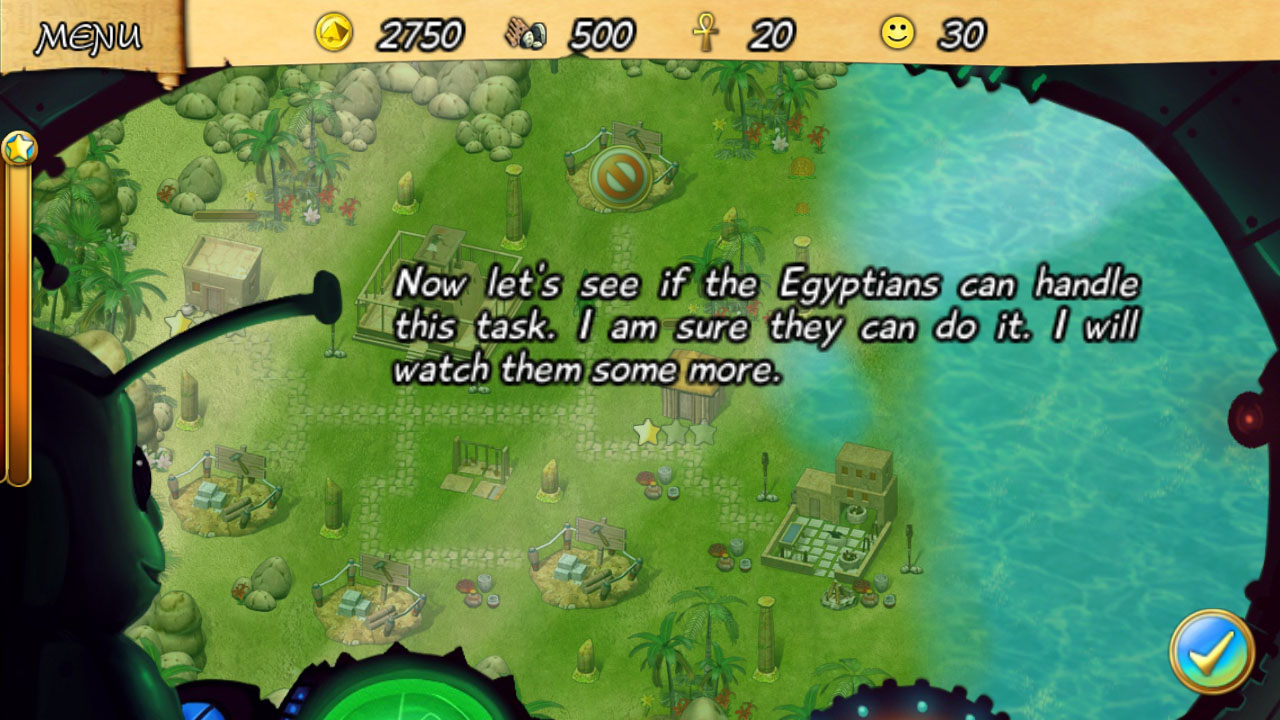 MENU 2750 500 20 30
Now let's see if the Egyptians can handle
this task. I am sure they can do it. I will
watch them some more.